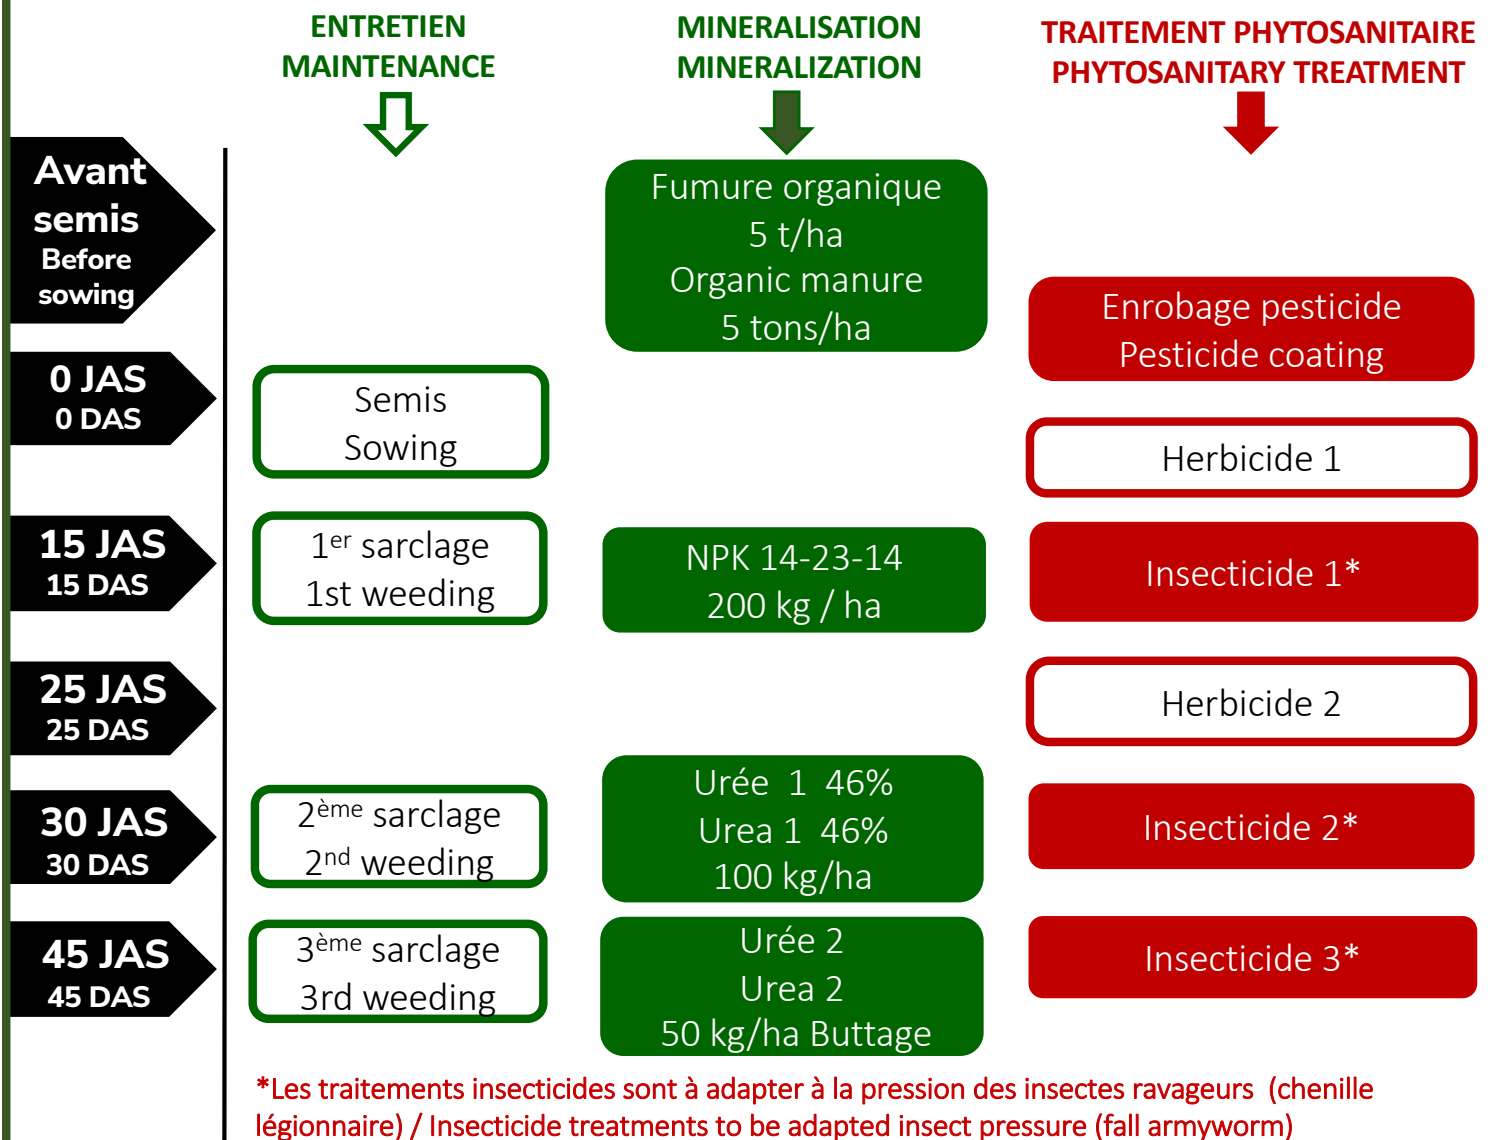 ENTRETIEN
MAINTENANCE
MINERALISATION
MINERALIZATION
TRAITEMENT PHYTOSANITAIRE
PHYTOSANITARY TREATMENT
Avant
semis
Before
sowing
Fumure organique
5 t/ha
Organic manure
5 tons/ha
Enrobage pesticide
Pesticide coating
0 JAS
0 DAS
Semis
Sowing
Herbicide 1
15 JAS
15 DAS
1er sarclage
1st weeding
NPK 14-23-14
200 kg / ha
Insecticide 1*
25 JAS
25 DAS
Herbicide 2
30 JAS
30 DAS
2ème sarclage
2nd weeding
Urée 1 46%
Urea 1 46%
100 kg/ha
Insecticide 2*
45 JAS
45 DAS
3ème sarclage
3rd weeding
Urée 2
Urea 2
50 kg/ha Buttage
Insecticide 3*
*Les traitements insecticides sont à adapter à la pression des insectes ravageurs (chenille
légionnaire) / Insecticide treatments to be adapted insect pressure (fall armyworm)